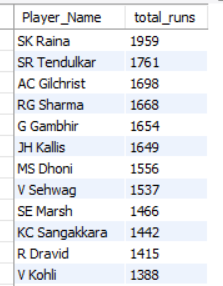 Player_Name total_runs
SK Raina 1959
SR Tendulkar 1761
AC Gilchrist 1698
RG Sharma 1668
G Gambhir 1654
JH Kallis 1649
MS Dhoni 1556
V Sehwag 1537
SE Marsh 1466
KC Sangakkara 1442
R Dravid 1415
V Kohli 1388